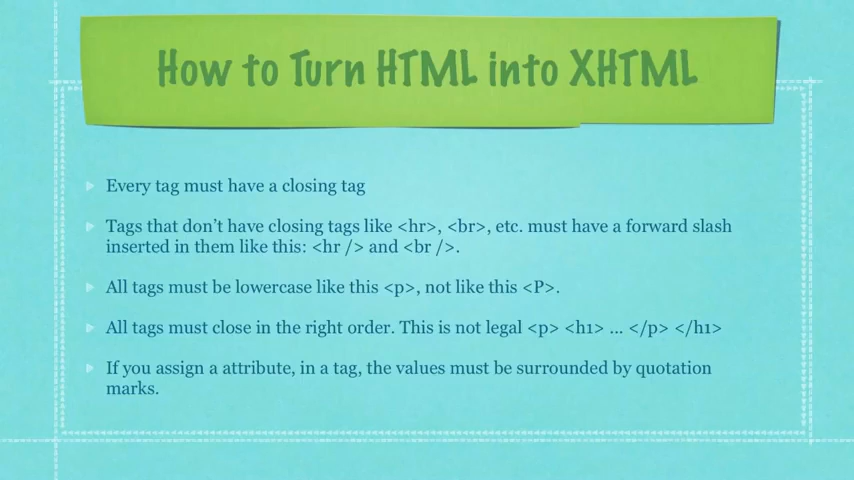 How to Turn HTML into XHTML
Every tag must have a closing tag
Tags that don’t have closing tags like <hr>, <br>, etc. must have a forward slash
inserted in them like this: <hr /> and <br />.
All tags must be lowercase like this <p>, not like this <P>.
All tags must close in the right order. This is not legal <p> <h1> ... </p> </h1>
If you assign a attribute, in a tag, the values must be surrounded by quotation
marks.